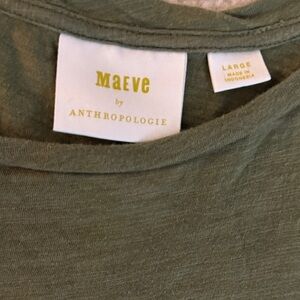 Maeve
by
ANTHROPOLOGIE
LARGE
MADE IN
INDONESIA